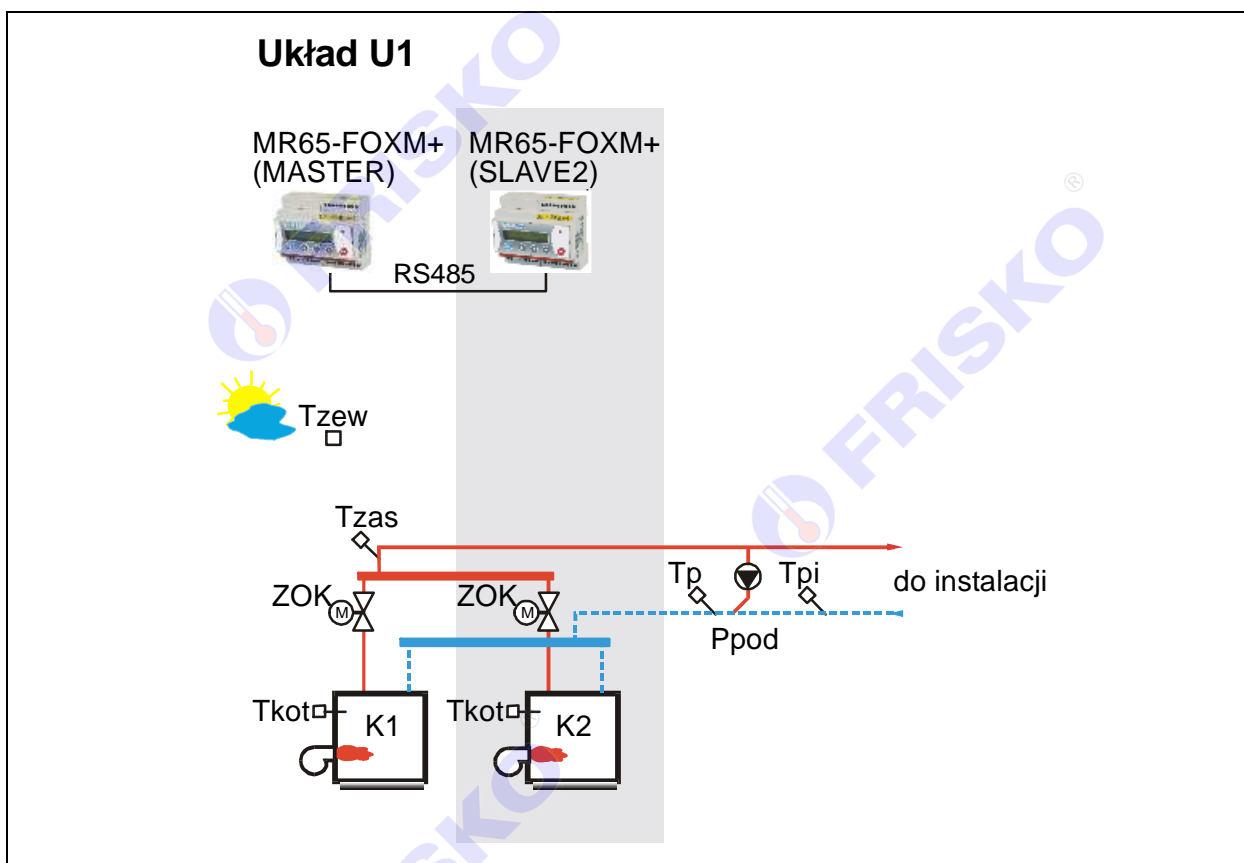 Układ U1
MR65-FOXM+ MR65-FOXM+
(MASTER) (SLAVE2)
RS485
FRISKO
®
FRISKO
Tzew
Tzas
Tp Tpi
do instalacji
ZOK M ZOK M
Ppod
Tkot K1 Tkot K2